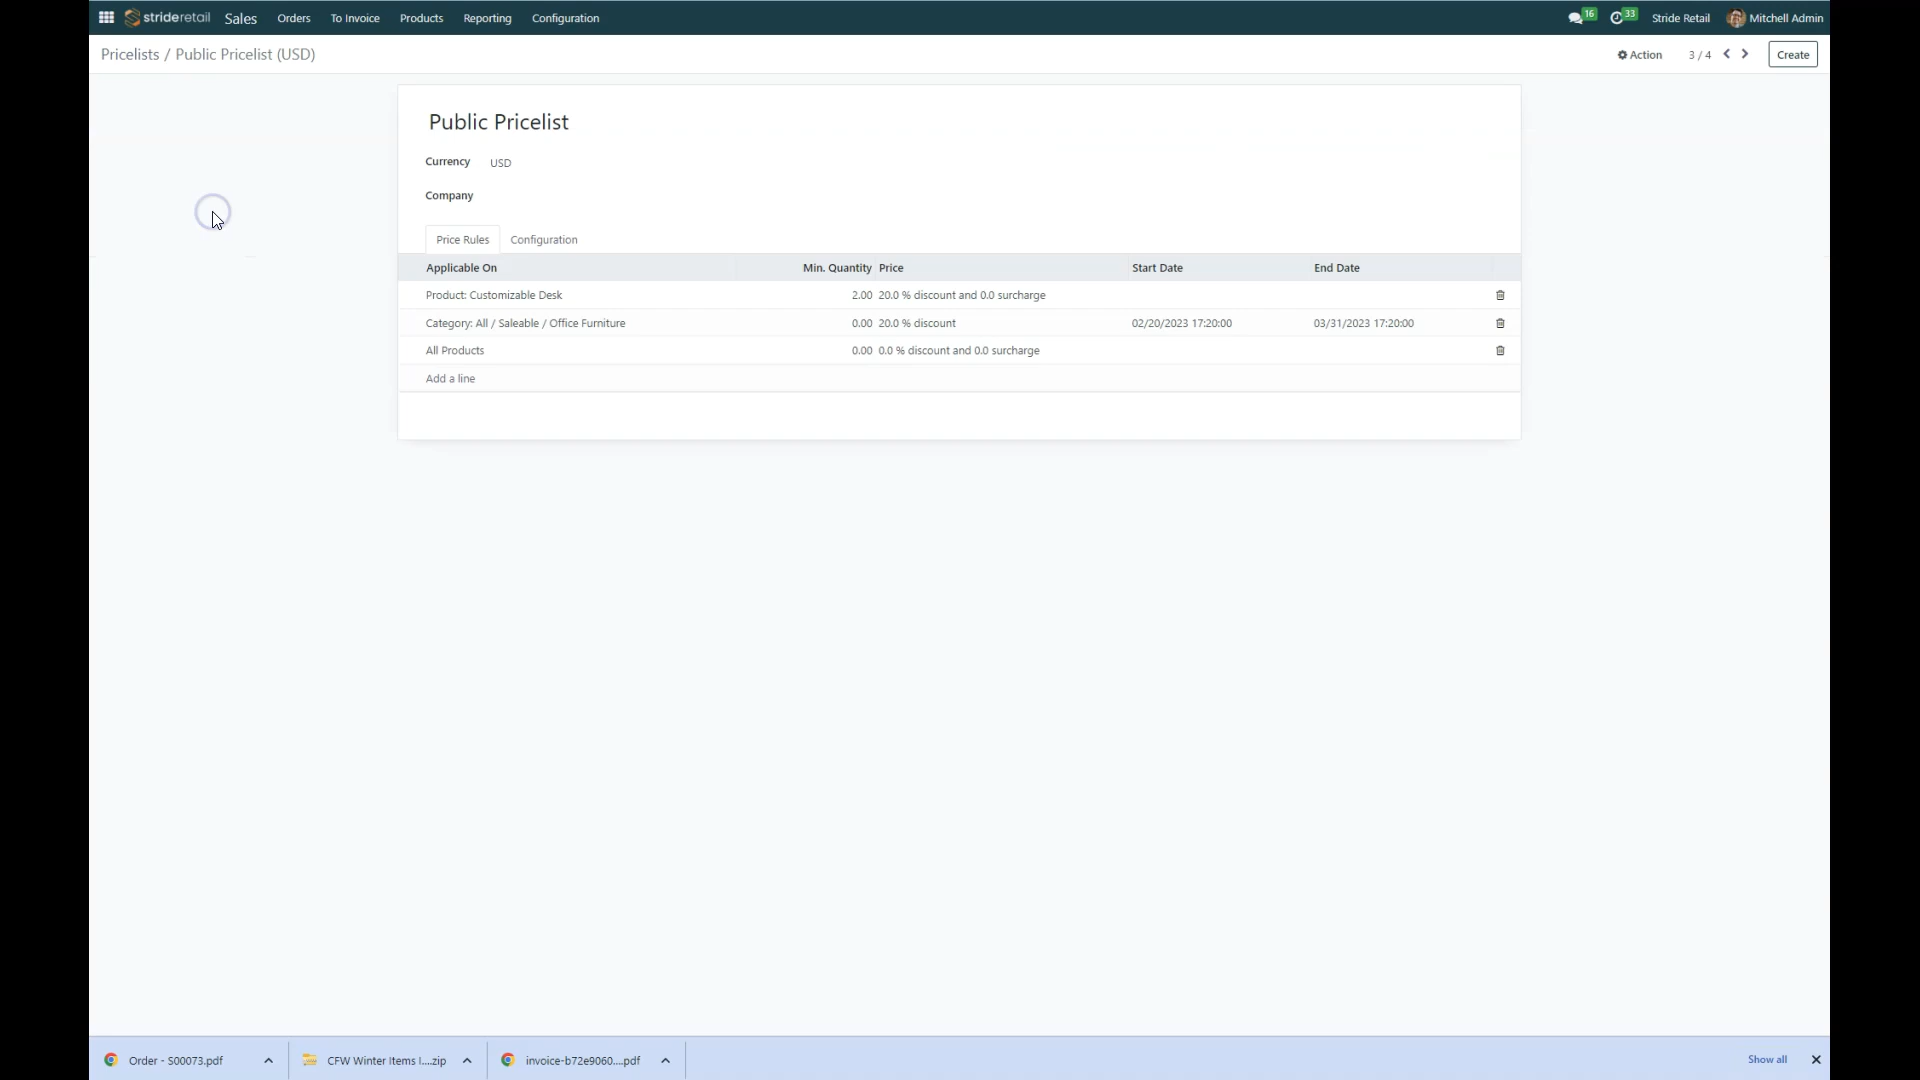 strideretail Sales Orders To Invoice Products Reporting Configuration 16 33 Stride Retail Mitchell Admin
Pricelists / Public Pricelist (USD) Action 3 / 4 Create
Public Pricelist
Currency USD
Company
Price Rules Configuration
Applicable On Min. Quantity Price Start Date End Date
Product: Customizable Desk 2.00 20.0 % discount and 0.0 surcharge
Category: All / Saleable / Office Furniture 0.00 20.0 % discount 02/20/2023 17:20:00 03/31/2023 17:20:00
All Products 0.00 0.0 % discount and 0.0 surcharge
Add a line
Order - S00073.pdf CFW Winter Items I....zip invoice-b72e9060....pdf Show all